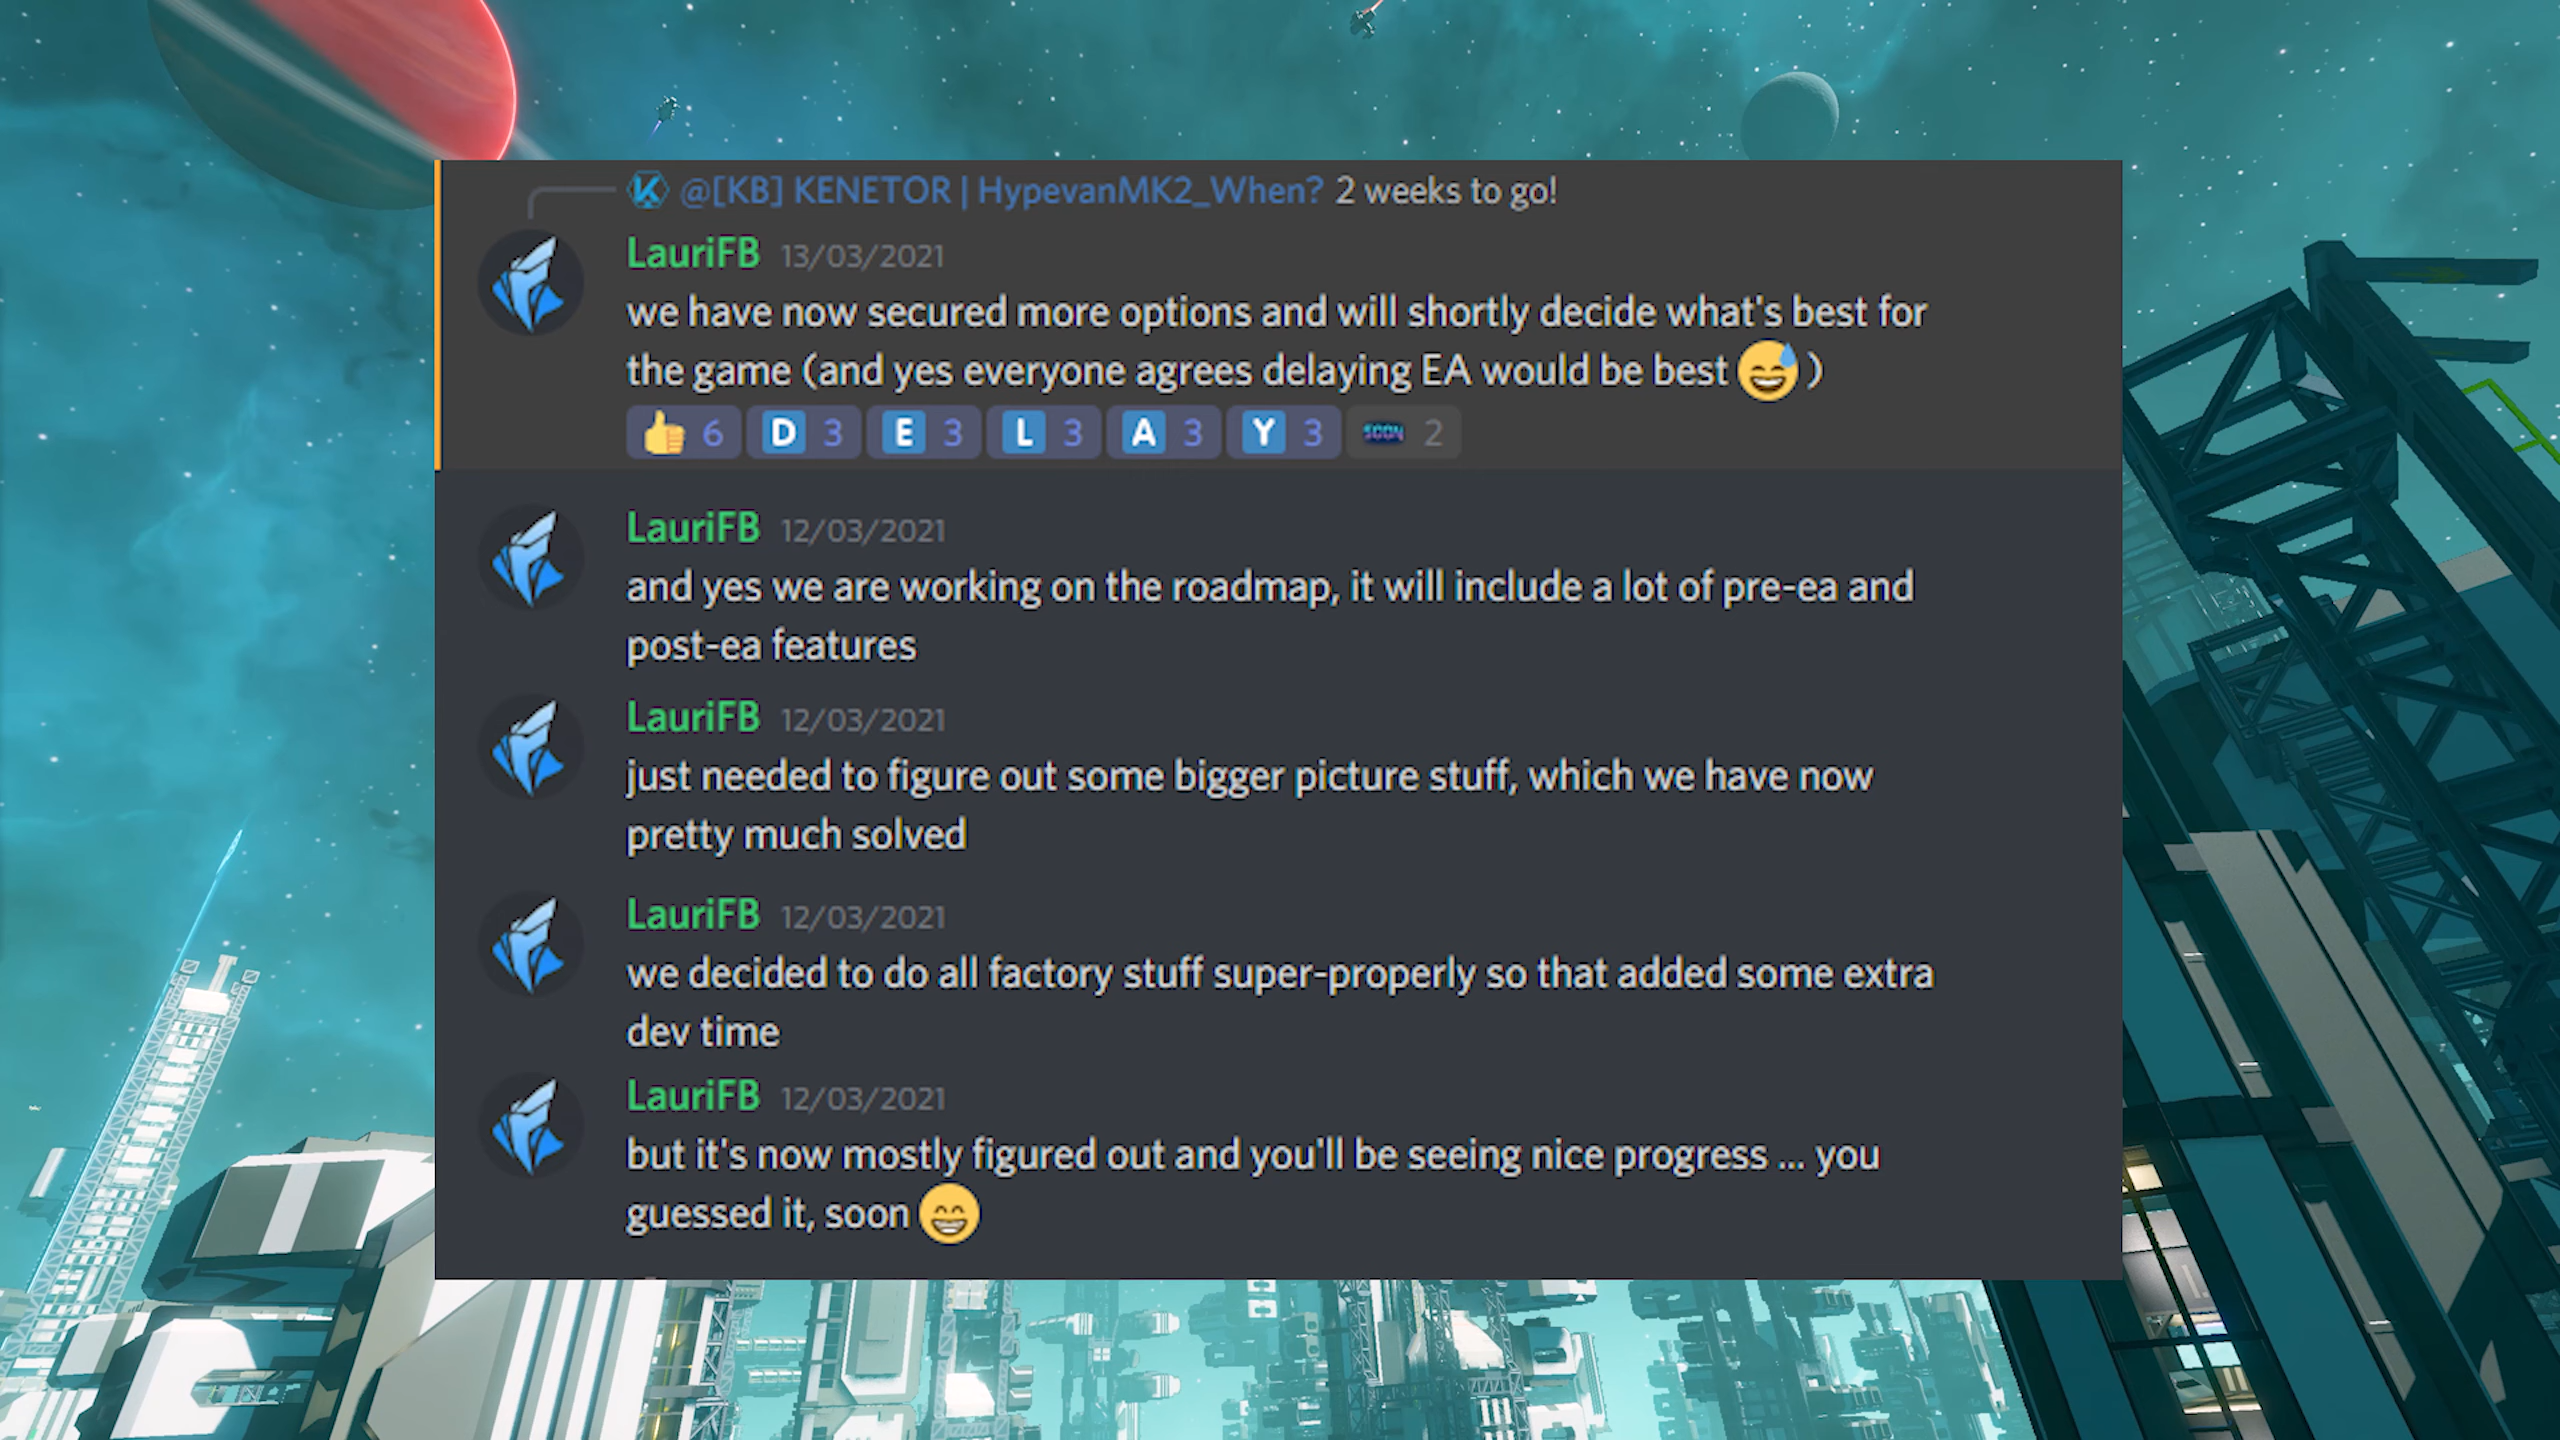 @[KB] KENETOR | HypevanMK2_When? 2 weeks to go!
LauriFB 13/03/2021
we have now secured more options and will shortly decide what's best for
the game (and yes everyone agrees delaying EA would be best 😅 )
👍 6 D 3 E 3 L 3 A 3 Y 3 SOON 2
LauriFB 12/03/2021
and yes we are working on the roadmap, it will include a lot of pre-ea and
post-ea features
LauriFB 12/03/2021
just needed to figure out some bigger picture stuff, which we have now
pretty much solved
LauriFB 12/03/2021
we decided to do all factory stuff super-properly so that added some extra
dev time
LauriFB 12/03/2021
but it's now mostly figured out and you'll be seeing nice progress ... you
guessed it, soon 😁